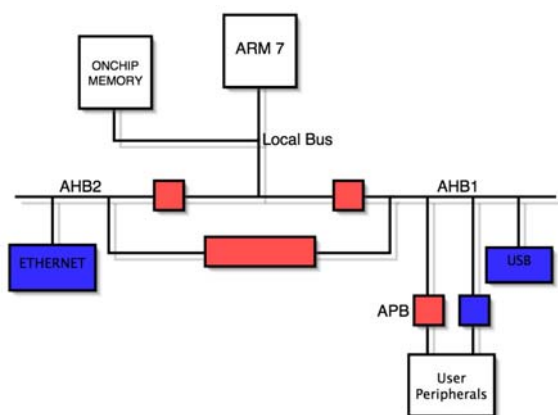 ARM 7
ONCHIP
MEMORY
Local Bus
AHB2
AHB1
ETHERNET
USB
APB
User
Peripherals